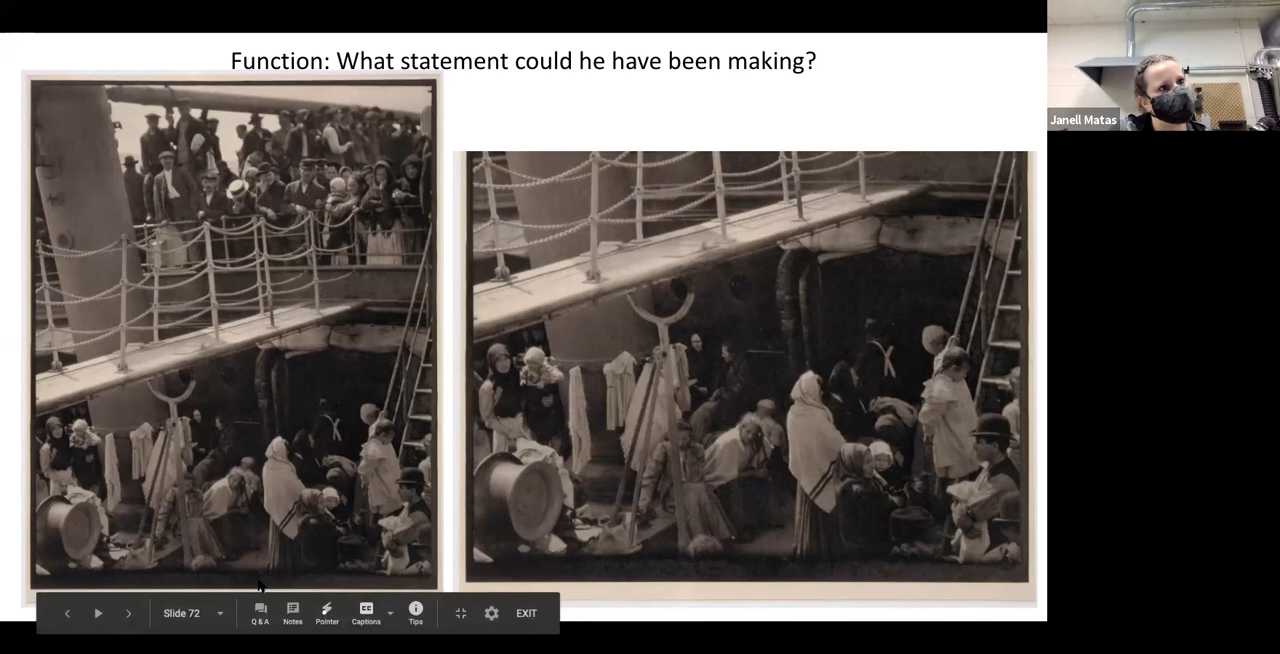 Function: What statement could he have been making?
Janell Matas
Slide 72
Q & A
Notes
Pointer
Captions
Tips
EXIT